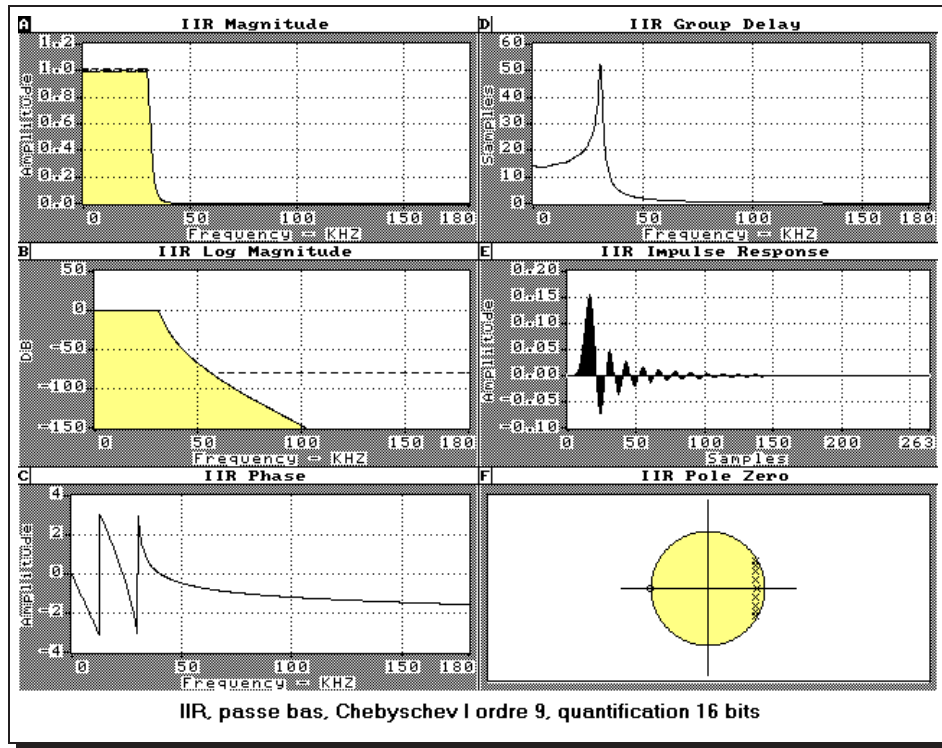 A IIR Magnitude
1.2
1.0
0.8
0.6
0.4
0.2
0.0
Amplitude
0 50 100 150 180
Frequency - KHZ
B IIR Log Magnitude
50
0
-50
-100
-150
DB
0 50 100 150 180
Frequency - KHZ
C IIR Phase
4
2
0
-2
-4
Amplitude
0 50 100 150 180
Frequency - KHZ
D IIR Group Delay
60
50
40
30
20
10
0
Samples
0 50 100 150 180
Frequency - KHZ
E IIR Impulse Response
0.20
0.15
0.10
0.05
0.00
-0.05
-0.10
Amplitude
0 50 100 150 200 263
Samples
F IIR Pole Zero
IIR, passe bas, Chebyschev I ordre 9, quantification 16 bits